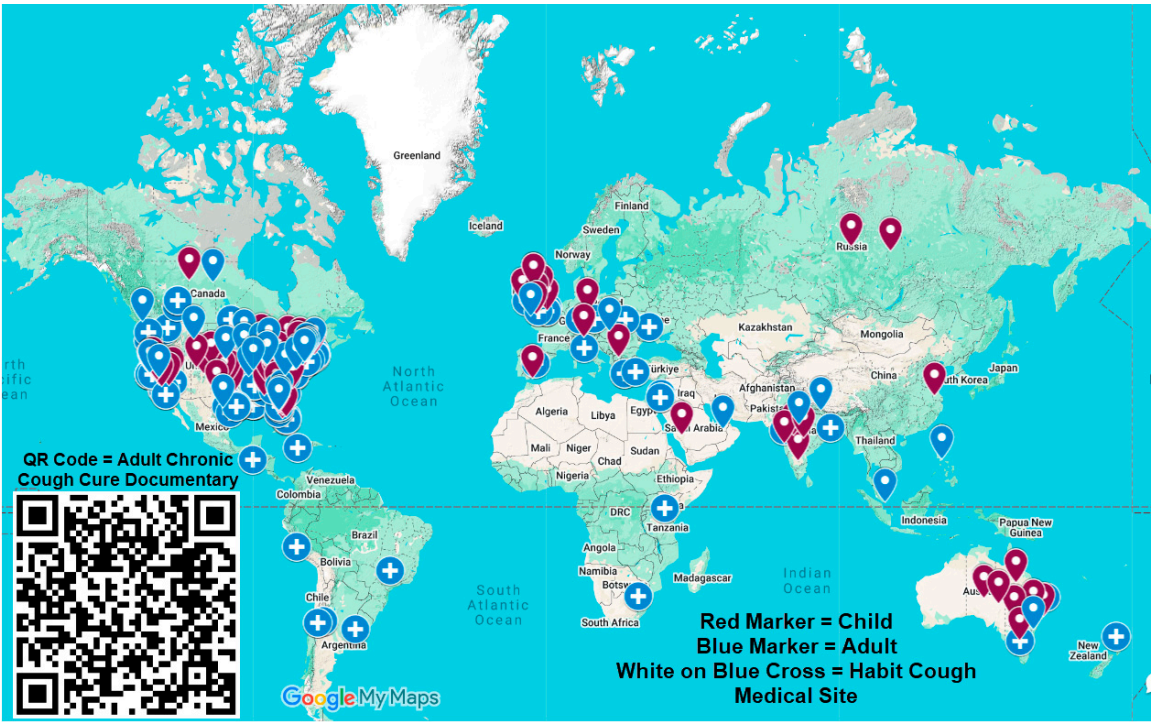 Greenland
Iceland
Finland
Sweden
Norway
Russia
Canada
Kazakhstan
Mongolia
France
North
Atlantic
Ocean
Türkiye
China
South Korea
Japan
Afghanistan
Iraq
Pakist
Algeria
Libya
Egyp
Saudi Arabia
Mexico
Mali
Niger
Chad
Sudan
Thailand
Nigeria
Ethiopia
QR Code = Adult Chronic
Cough Cure Documentary
Venezuela
Colombia
DRC
Tanzania
Indonesia
Papua New
Guinea
Brazil
Bolivia
Angola
Namibia
Botsw
Madagascar
Indian
Ocean
South
Atlantic
Ocean
Chile
South Africa
Argentina
Aus
New
Zealand
Red Marker = Child
Blue Marker = Adult
White on Blue Cross = Habit Cough
Medical Site
Google My Maps